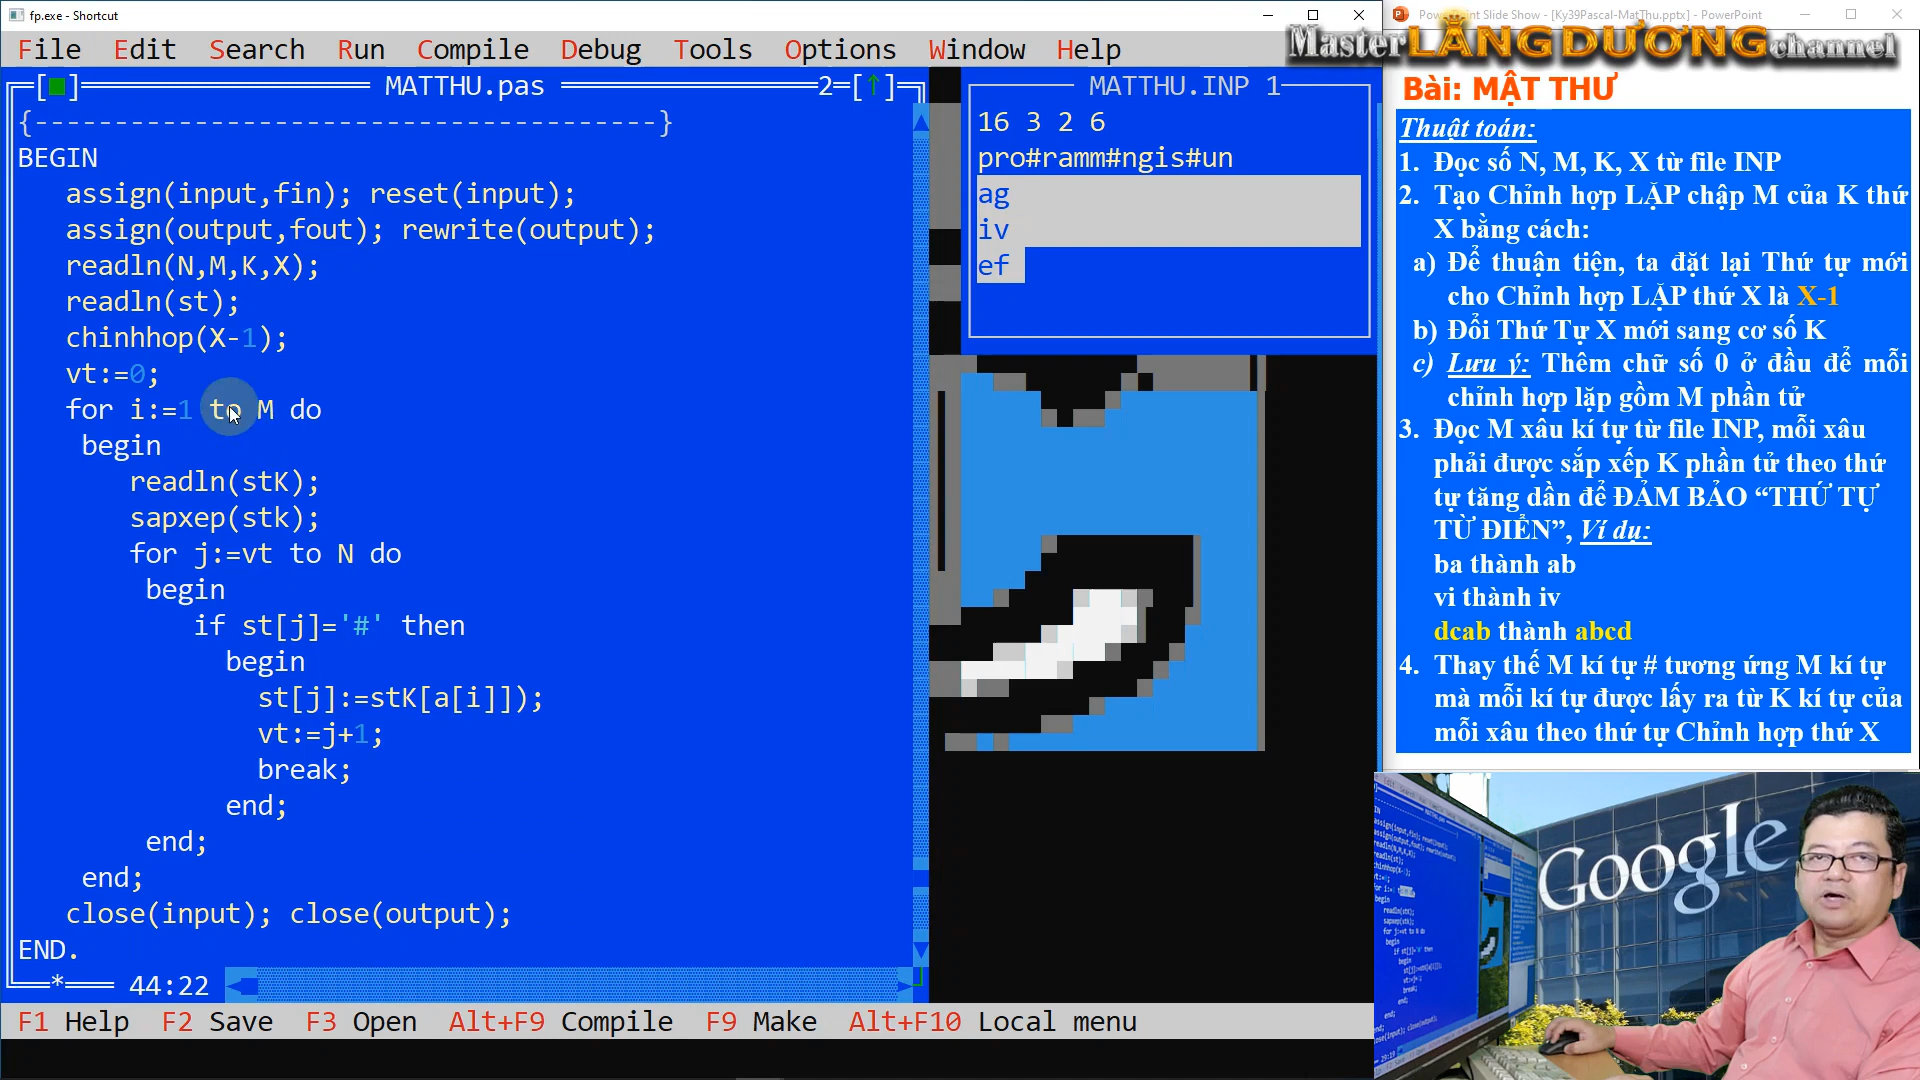 fp.exe - Shortcut
File Edit Search Run Compile Debug Tools Options Window Help
MATTHU.pas 2=[↑]
{----------------------------------------}
BEGIN
assign(input,fin); reset(input);
assign(output,fout); rewrite(output);
readln(N,M,K,X);
readln(st);
chinhhop(X-1);
vt:=0;
for i:=1 to M do
begin
readln(stK);
sapxep(stk);
for j:=vt to N do
begin
if st[j]='#' then
begin
st[j]:=stK[a[i]]);
vt:=j+1;
break;
end;
end;
end;
close(input); close(output);
END.
* 44:22
F1 Help F2 Save F3 Open Alt+F9 Compile F9 Make Alt+F10 Local menu
MATTHU.INP 1
16 3 2 6
pro#ramm#ngis#un
ag
iv
ef
PowerPoint Slide Show - [Ky39Pascal-MatThu.pptx] - PowerPoint
Master LĂNG DƯƠNG channel
Bài: MẬT THƯ
Thuật toán:
1. Đọc số N, M, K, X từ file INP
2. Tạo Chỉnh hợp LẶP chập M của K thứ
X bằng cách:
a) Để thuận tiện, ta đặt lại Thứ tự mới
cho Chỉnh hợp LẶP thứ X là X-1
b) Đổi Thứ Tự X mới sang cơ số K
c) Lưu ý: Thêm chữ số 0 ở đầu để mỗi
chỉnh hợp lặp gồm M phần tử
3. Đọc M xâu kí tự từ file INP, mỗi xâu
phải được sắp xếp K phần tử theo thứ
tự tăng dần để ĐẢM BẢO “THỨ TỰ
TỪ ĐIỂN”, Ví dụ:
ba thành ab
vi thành iv
dcab thành abcd
4. Thay thế M kí tự # tương ứng M kí tự
mà mỗi kí tự được lấy ra từ K kí tự của
mỗi xâu theo thứ tự Chỉnh hợp thứ X
Google